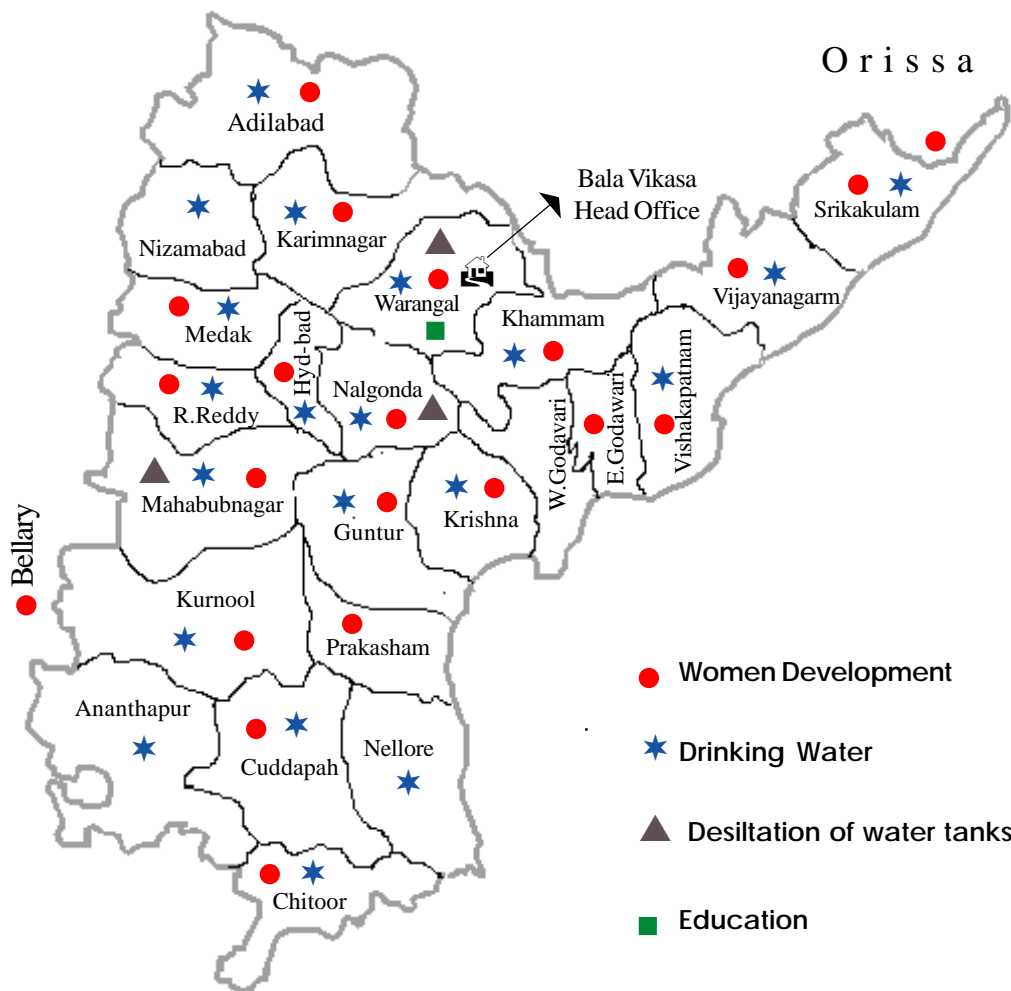 Orissa
Adilabad
Bala Vikasa
Head Office
Srikakulam
Nizamabad
Karimnagar
Warangal
Vijayanagarm
Medak
Hyd-bad
Khammam
Nalgonda
R.Reddy
W.Godavari
E.Godawari
Vishakapatnam
Mahabubnagar
Guntur
Krishna
Bellary
Kurnool
Prakasham
Ananthapur
Cuddapah
Nellore
Chitoor
Women Development
Drinking Water
Desiltation of water tanks
Education